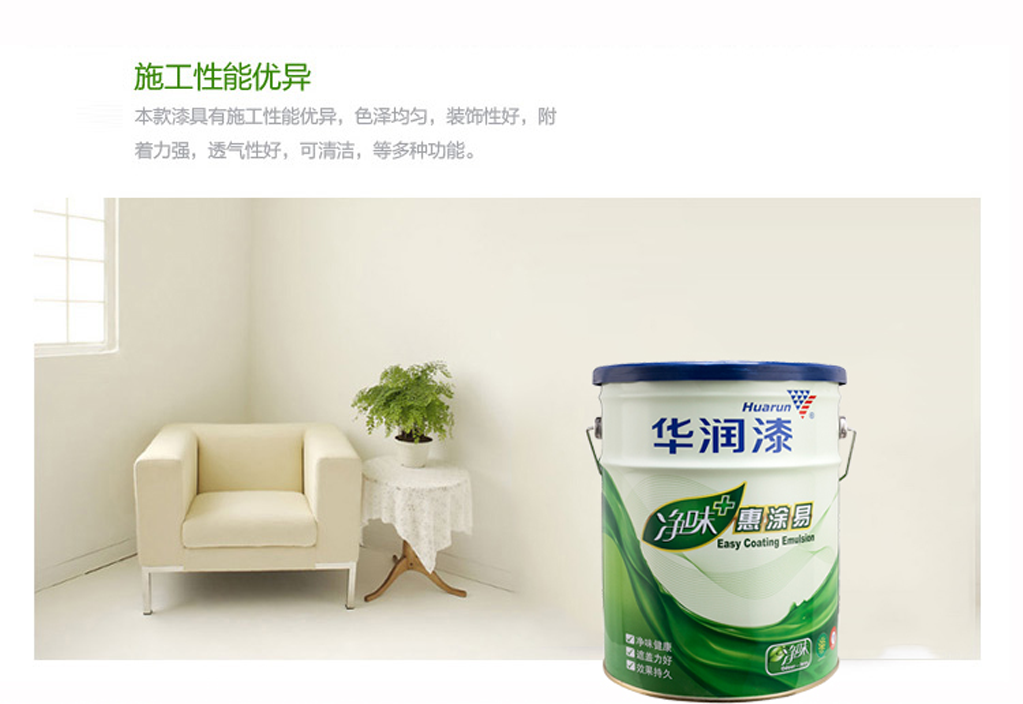 施工性能优异
本款漆具有施工性能优异，色泽均匀，装饰性好，附
着力强，透气性好，可清洁，等多种功能。
Huarun
®
华润漆
净味+惠涂易
Easy Coating Emulsion
净味健康
遮盖力好
效果持久
净味